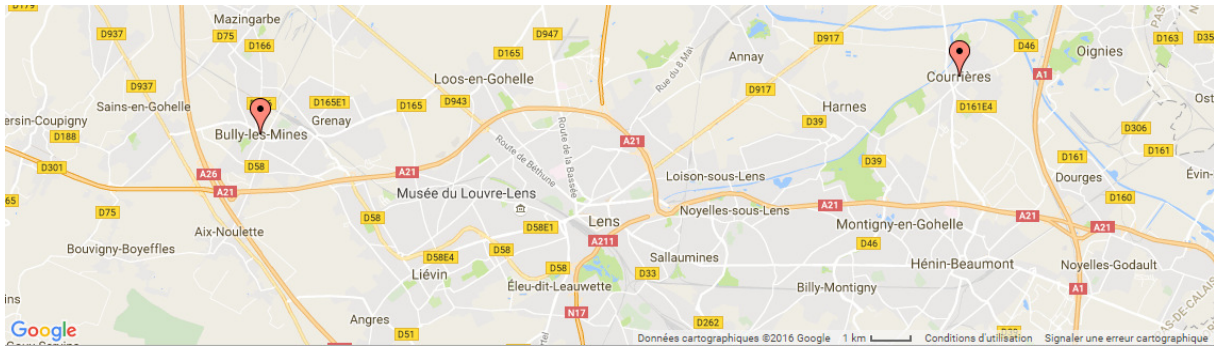 D179
Mazingarbe
D937
D75
D166
D947
D165
Rue du 8 Mai
Annay
D917
D46
Oignies
D163
Courrières
A1
Loos-en-Gohelle
D937
D165E1
D165
D943
D917
Harnes
D161E4
Sains-en-Gohelle
Bully-les-Mines
Grenay
D39
D306
D188
D301
D58
A26
A21
A21
Route de Béthune
Route de la Bassée
A21
D39
D161
D161
Dourges
Loison-sous-Lens
Musée du Louvre-Lens
D75
D58
Lens
Noyelles-sous-Lens
A21
A21
A21
D160
Aix-Noulette
D58E1
Montigny-en-Gohelle
Bouvigny-Boyeffles
D58
A211
D46
D58E4
Sallaumines
Liévin
D58
D33
Hénin-Beaumont
Noyelles-Godault
Éleu-dit-Leauwette
Billy-Montigny
A1
N17
Angres
D51
D262
Google
Données cartographiques ©2016 Google
1 km
Conditions d'utilisation
Signaler une erreur cartographique